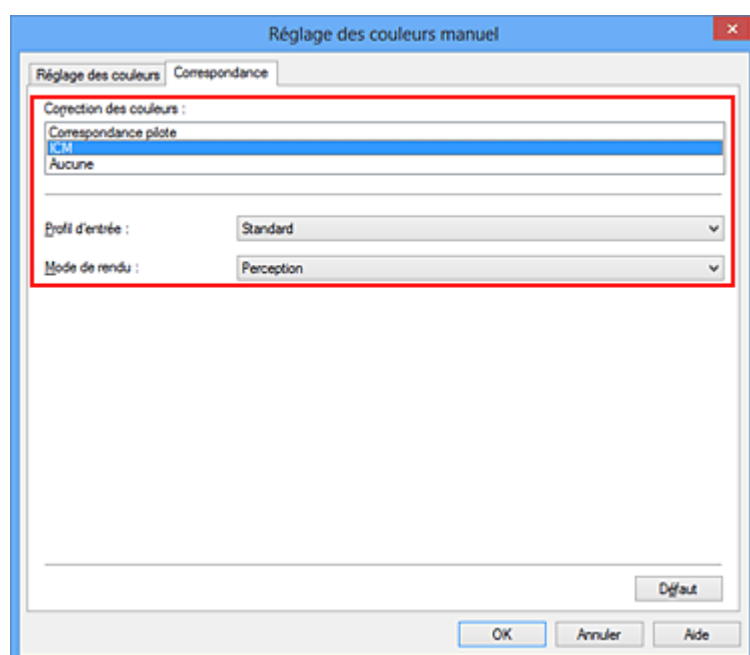 Réglage des couleurs manuel
Réglage des couleurs Correspondance
Correction des couleurs :
Correspondance pilote
ICM
Aucune
Profil d'entrée : Standard
Mode de rendu : Perception
Défaut
OK Annuler Aide